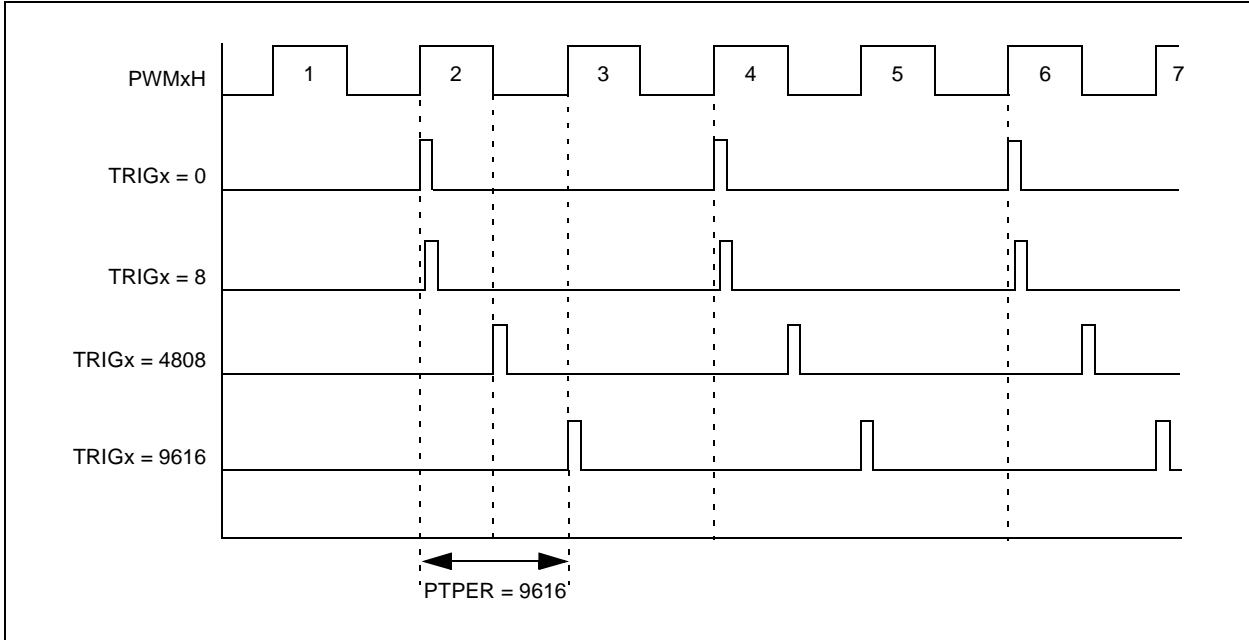 PWMxH
1 2 3 4 5 6 7
TRIGx = 0
TRIGx = 8
TRIGx = 4808
TRIGx = 9616
PTPER = 9616